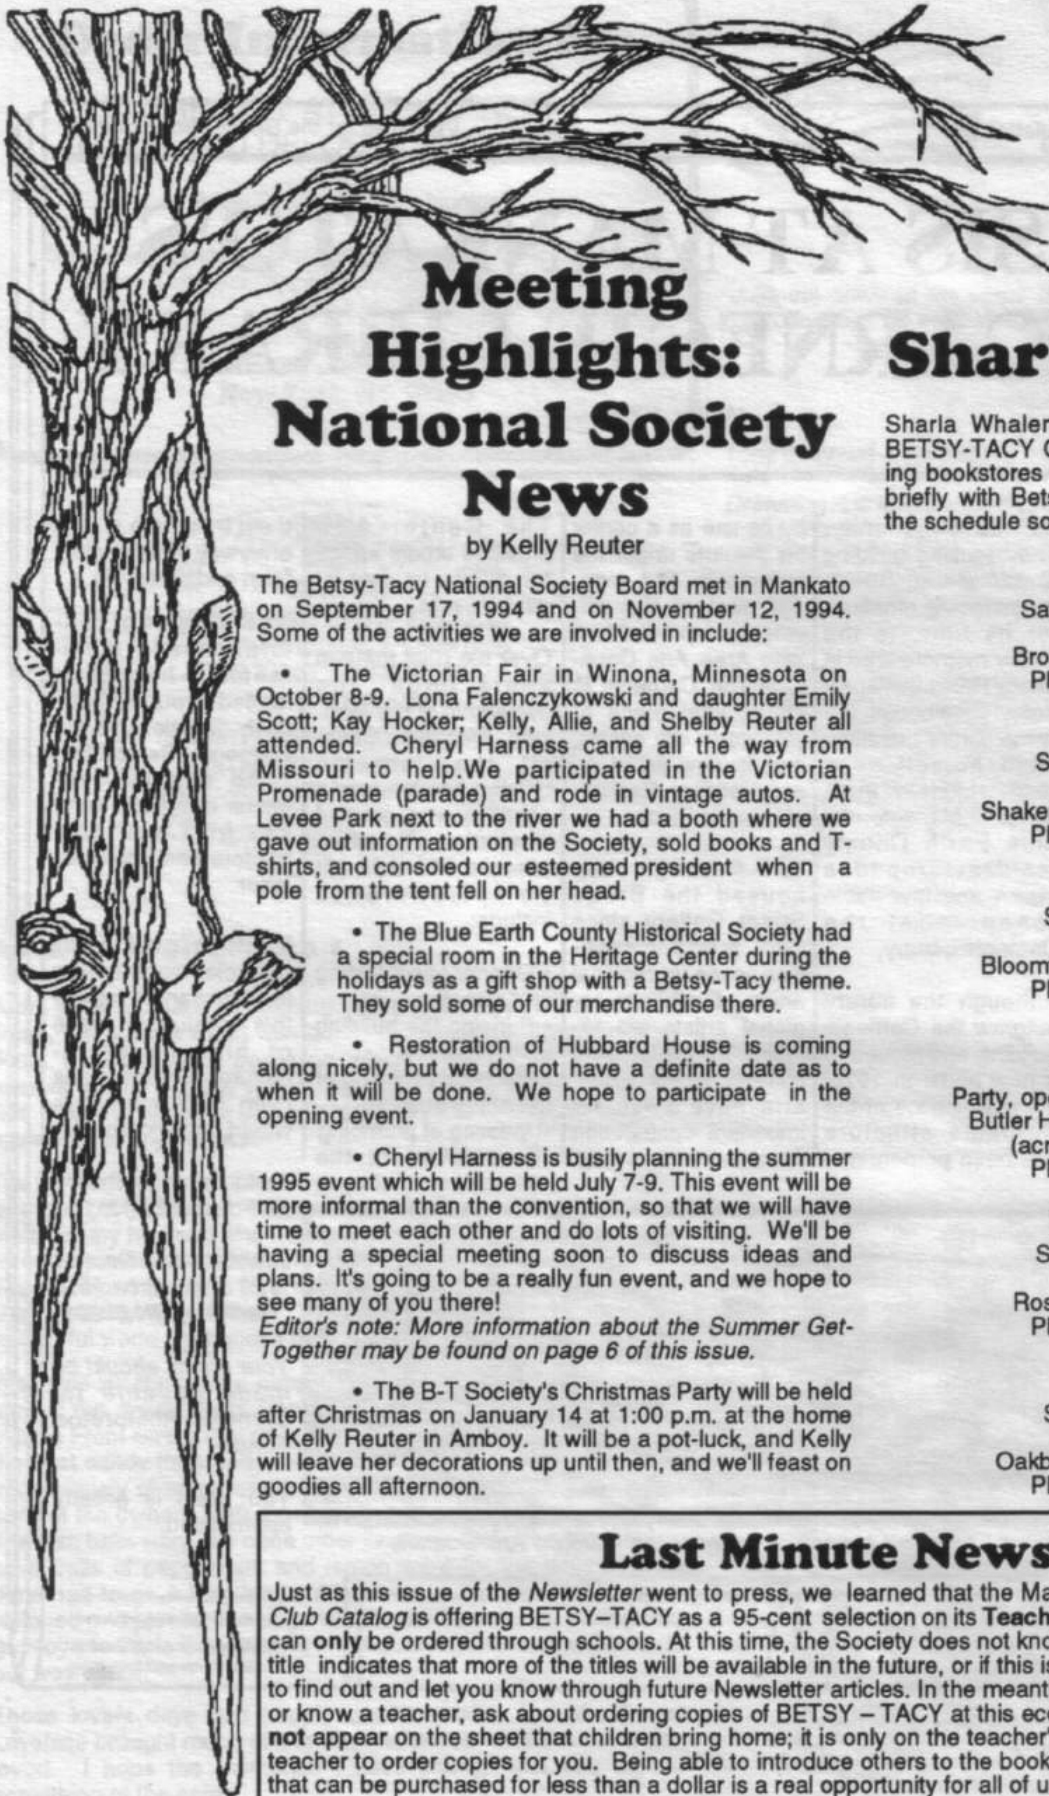 Meeting
Highlights:
National Society
News
by Kelly Reuter
The Betsy-Tacy National Society Board met in Mankato
on September 17, 1994 and on November 12, 1994.
Some of the activities we are involved in include:
• The Victorian Fair in Winona, Minnesota on
October 8-9. Lona Falenczykowski and daughter Emily
Scott; Kay Hocker; Kelly, Allie, and Shelby Reuter all
attended. Cheryl Harness came all the way from
Missouri to help.We participated in the Victorian
Promenade (parade) and rode in vintage autos. At
Levee Park next to the river we had a booth where we
gave out information on the Society, sold books and T-
shirts, and consoled our esteemed president when a
pole from the tent fell on her head.
• The Blue Earth County Historical Society had
a special room in the Heritage Center during the
holidays as a gift shop with a Betsy-Tacy theme.
They sold some of our merchandise there.
• Restoration of Hubbard House is coming
along nicely, but we do not have a definite date as to
when it will be done. We hope to participate in the
opening event.
• Cheryl Harness is busily planning the summer
1995 event which will be held July 7-9. This event will be
more informal than the convention, so that we will have
time to meet each other and do lots of visiting. We'll be
having a special meeting soon to discuss ideas and
plans. It's going to be a really fun event, and we hope to
see many of you there!
Editor's note: More information about the Summer Get-
Together may be found on page 6 of this issue.
• The B-T Society's Christmas Party will be held
after Christmas on January 14 at 1:00 p.m. at the home
of Kelly Reuter in Amboy. It will be a pot-luck, and Kelly
will leave her decorations up until then, and we'll feast on
goodies all afternoon.
Shar
Sharla Whalen
BETSY-TACY
ing bookstores
briefly with Bets
the schedule so
Sa
Bro
S
Shake
S
Bloom
Party, ope
Butler H
(acr
S
Ros
S
Oakb
Last Minute News
Just as this issue of the Newsletter went to press, we learned that the Ma
Club Catalog is offering BETSY–TACY as a 95-cent selection on its Teach
can only be ordered through schools. At this time, the Society does not kno
title indicates that more of the titles will be available in the future, or if this is
to find out and let you know through future Newsletter articles. In the meant
or know a teacher, ask about ordering copies of BETSY – TACY at this eco
not appear on the sheet that children bring home; it is only on the teacher'
teacher to order copies for you. Being able to introduce others to the book
that can be purchased for less than a dollar is a real opportunity for all of u